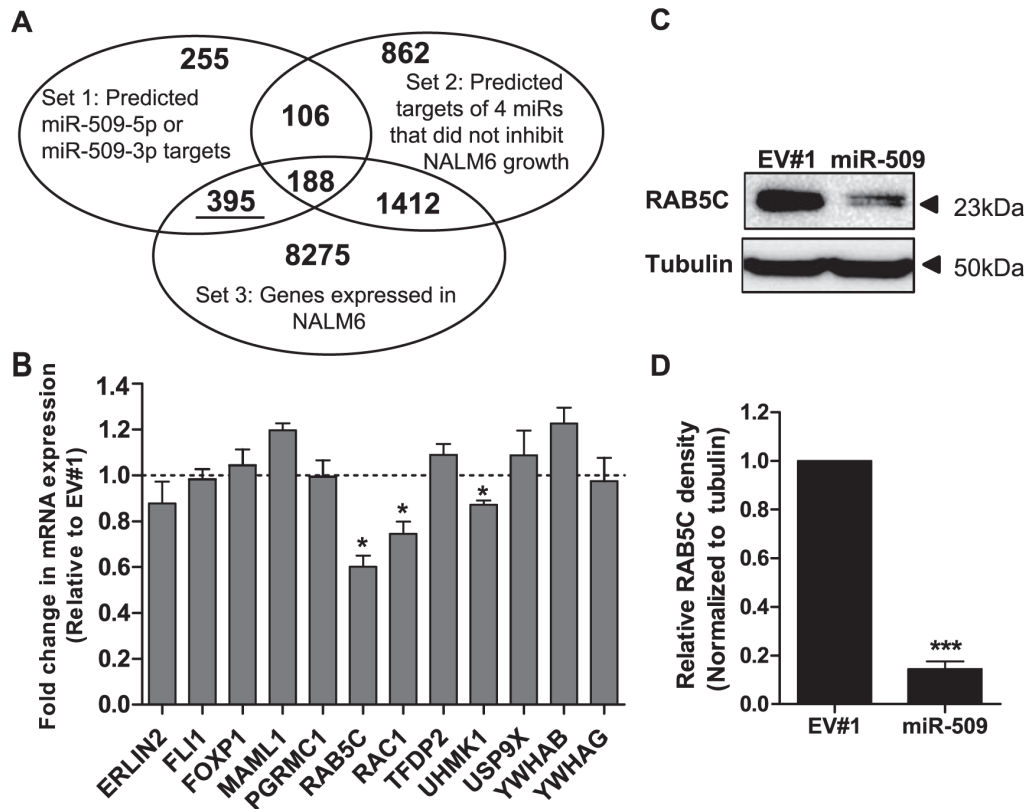 A
255
862
Set 1: Predicted
miR-509-5p or
miR-509-3p targets
106
Set 2: Predicted
targets of 4 miRs
that did not inhibit
NALM6 growth
188
395
1412
8275
Set 3: Genes expressed in
NALM6
B
Fold change in mRNA expression
(Relative to EV#1)
1.4
1.2
1.0
0.8
0.6
0.4
0.2
0.0
*
*
*
ERLIN2
FLI1
FOXP1
MAML1
PGRMC1
RAB5C
RAC1
TFDP2
UHMK1
USP9X
YWHAB
YWHAG
C
EV#1 miR-509
RAB5C
23kDa
Tubulin
50kDa
D
Relative RAB5C density
(Normalized to tubulin)
1.2
1.0
0.8
0.6
0.4
0.2
0.0
***
EV#1
miR-509